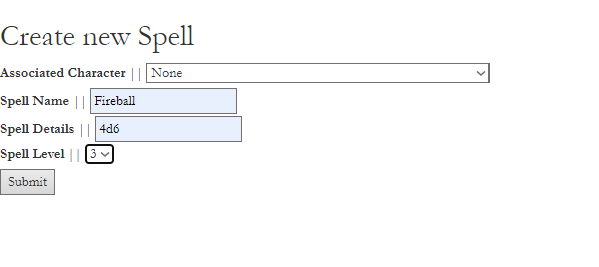 Create new Spell
Associated Character || None
Spell Name || Fireball
Spell Details || 4d6
Spell Level || 3
Submit